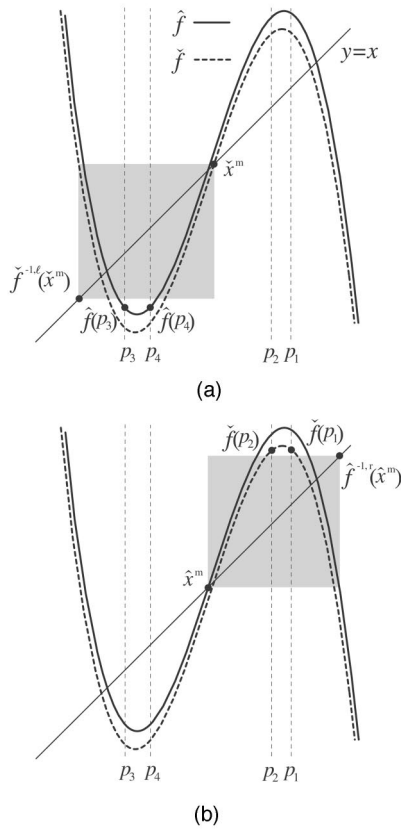 f̂
f̌
y=x
x̌ᵐ
f̌⁻¹,ℓ(x̌ᵐ)
f̂(p₃) f̂(p₄)
p₃ p₄ p₂ p₁
(a)
f̌(p₂) f̌(p₁)
f̂⁻¹,ʳ(x̂ᵐ)
x̂ᵐ
p₃ p₄ p₂ p₁
(b)